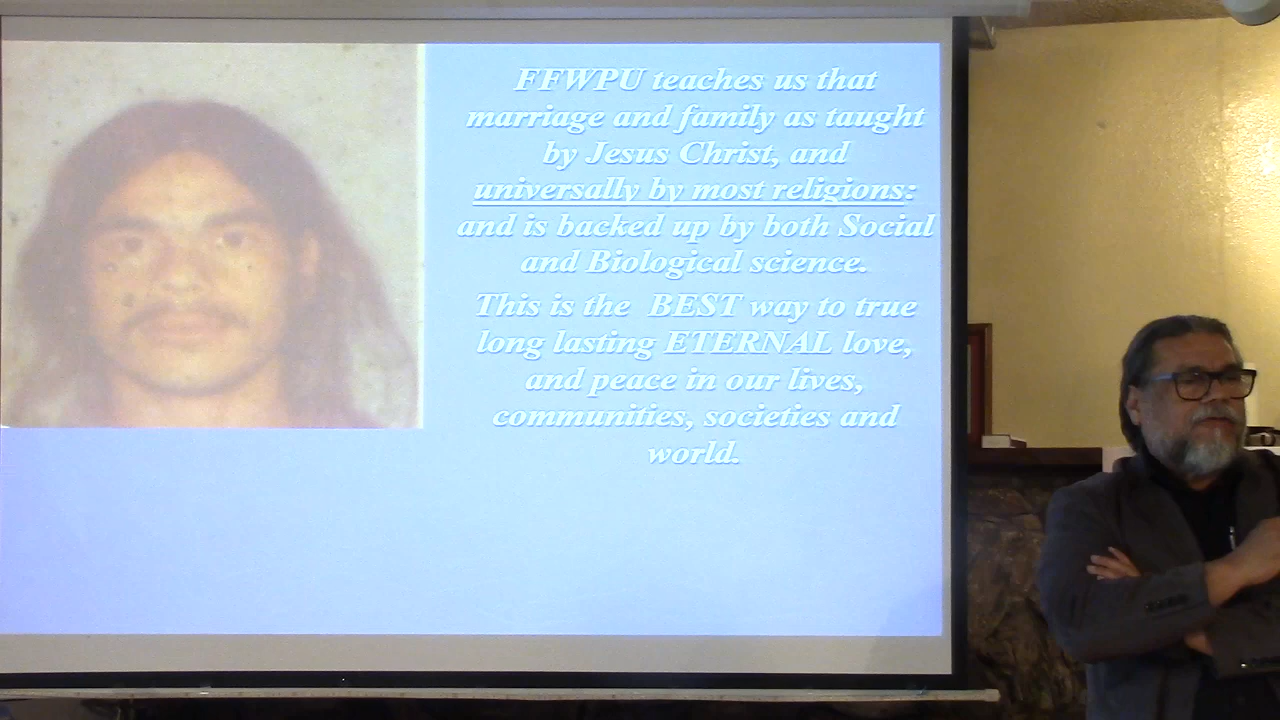 FFWPU teaches us that
marriage and family as taught
by Jesus Christ, and
universally by most religions:
and is backed up by both Social
and Biological science.
This is the BEST way to true
long lasting ETERNAL love,
and peace in our lives,
communities, societies and
world.